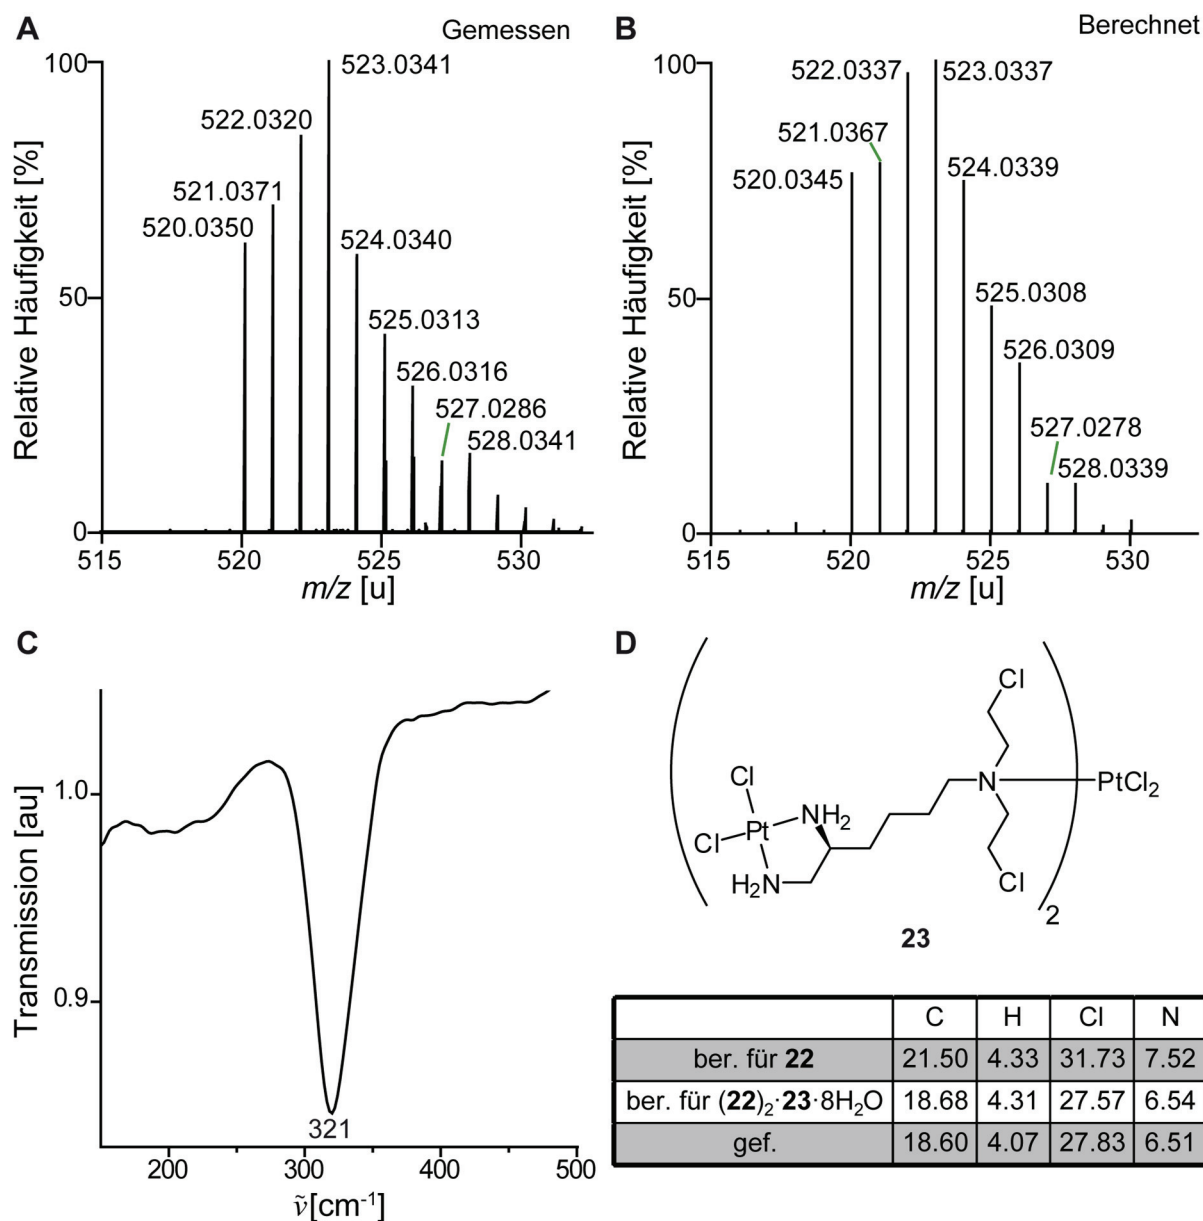 A
Gemessen
100
50
0
Relative Häufigkeit [%]
523.0341
522.0320
521.0371
520.0350
524.0340
525.0313
526.0316
527.0286
528.0341
515
520
525
530
m/z [u]
B
Berechnet
100
50
0
Relative Häufigkeit [%]
522.0337
523.0337
521.0367
520.0345
524.0339
525.0308
526.0309
527.0278
528.0339
515
520
525
530
m/z [u]
C
Transmission [au]
1.0
0.9
321
200
300
400
500
ṽ[cm-1]
D
Cl
Cl
N
PtCl2
Cl
Cl
Pt
NH2
H2N
2
23
C H Cl N
ber. für 22 21.50 4.33 31.73 7.52
ber. für (22)2·23·8H2O 18.68 4.31 27.57 6.54
gef. 18.60 4.07 27.83 6.51